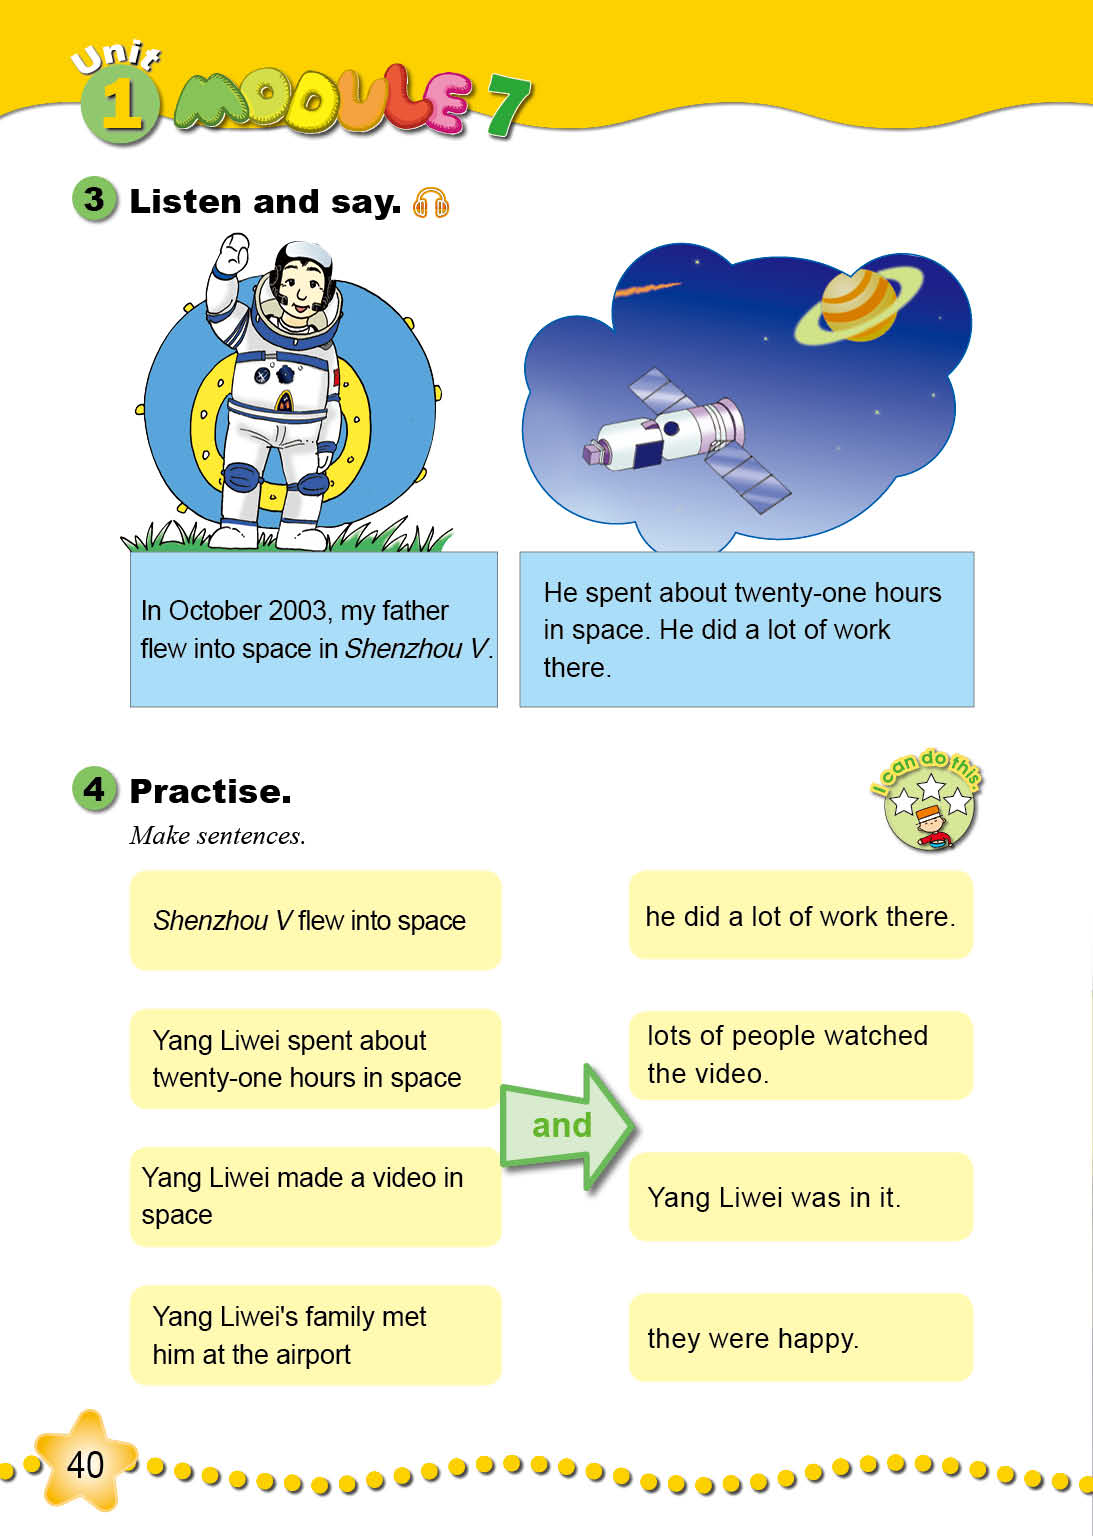 Unit
1 MODULE 7
3 Listen and say.
In October 2003, my father
flew into space in Shenzhou V.
He spent about twenty-one hours
in space. He did a lot of work
there.
4 Practise.
I can do this.
Make sentences.
Shenzhou V flew into space
he did a lot of work there.
Yang Liwei spent about
twenty-one hours in space
lots of people watched
the video.
and
Yang Liwei made a video in
space
Yang Liwei was in it.
Yang Liwei's family met
him at the airport
they were happy.
40